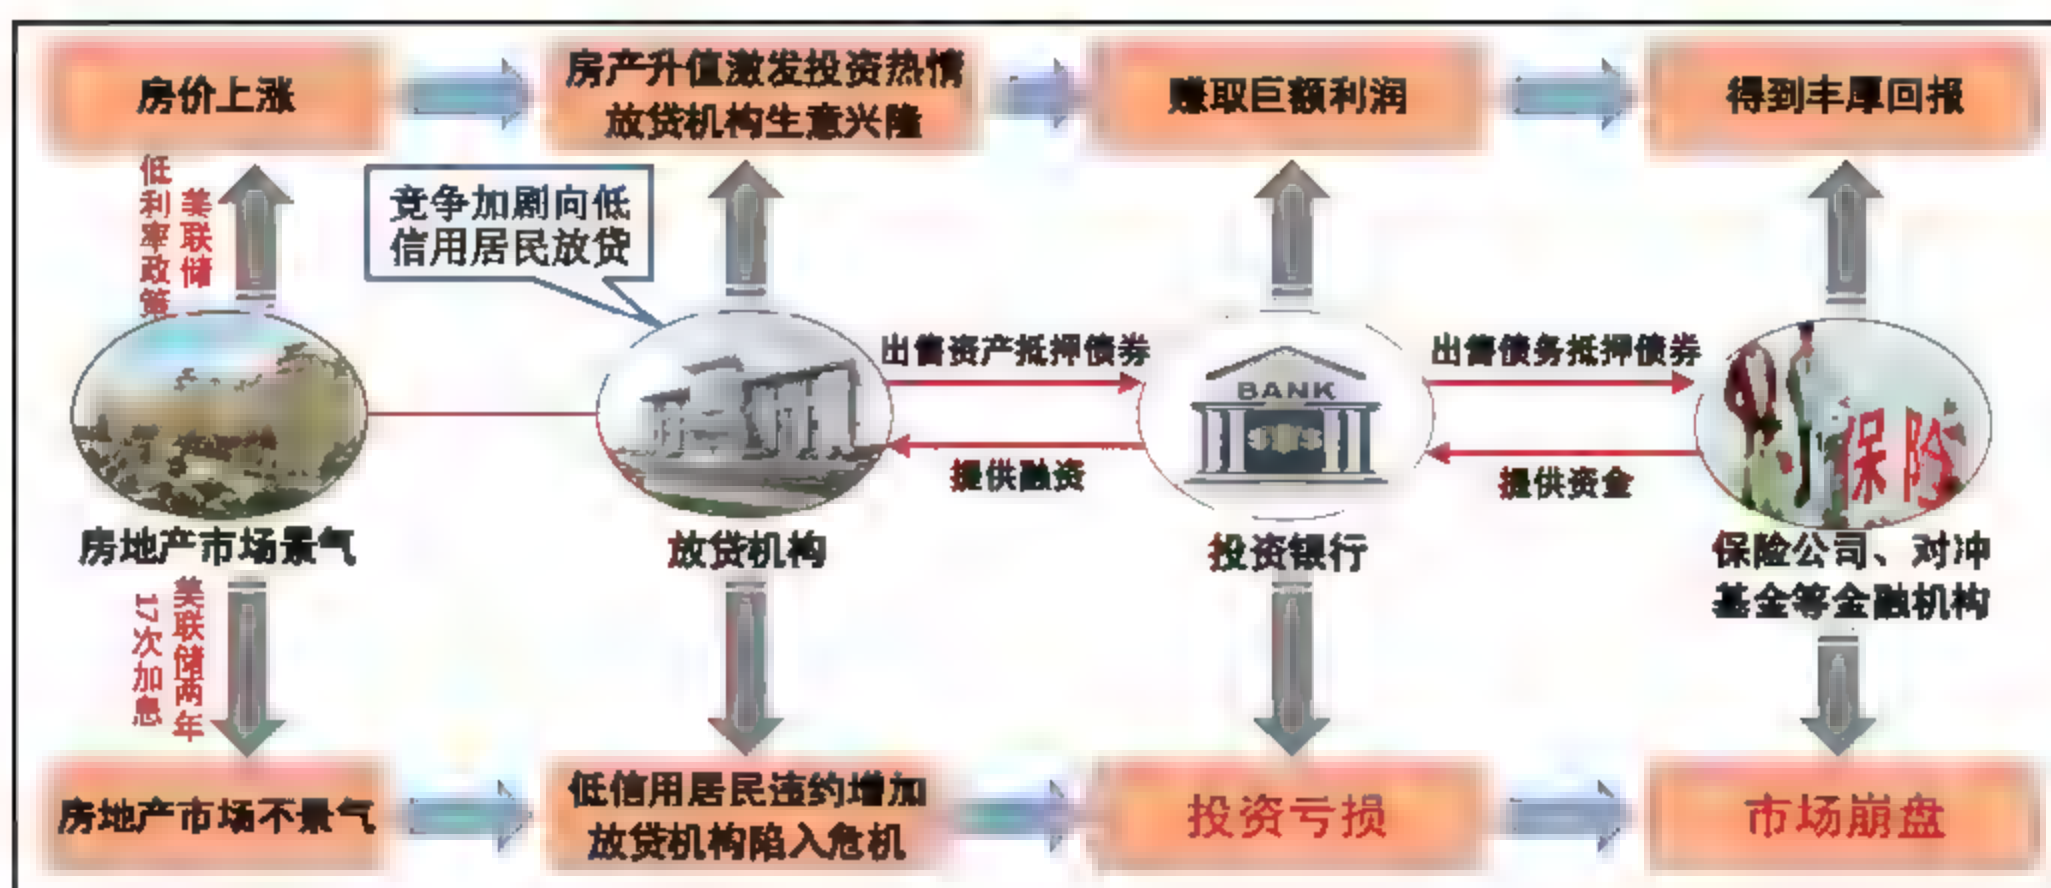 房价上涨
房产升值激发投资热情
放贷机构生意兴隆
赚取巨额利润
得到丰厚回报
美联储
低利率政策
竞争加剧向低
信用居民放贷
出售资产抵押债券
出售债务抵押债券
BANK
保险
提供融资
提供资金
房地产市场景气
放贷机构
投资银行
保险公司、对冲
基金等金融机构
美联储两年
17次加息
房地产市场不景气
低信用居民违约增加
放贷机构陷入危机
投资亏损
市场崩盘